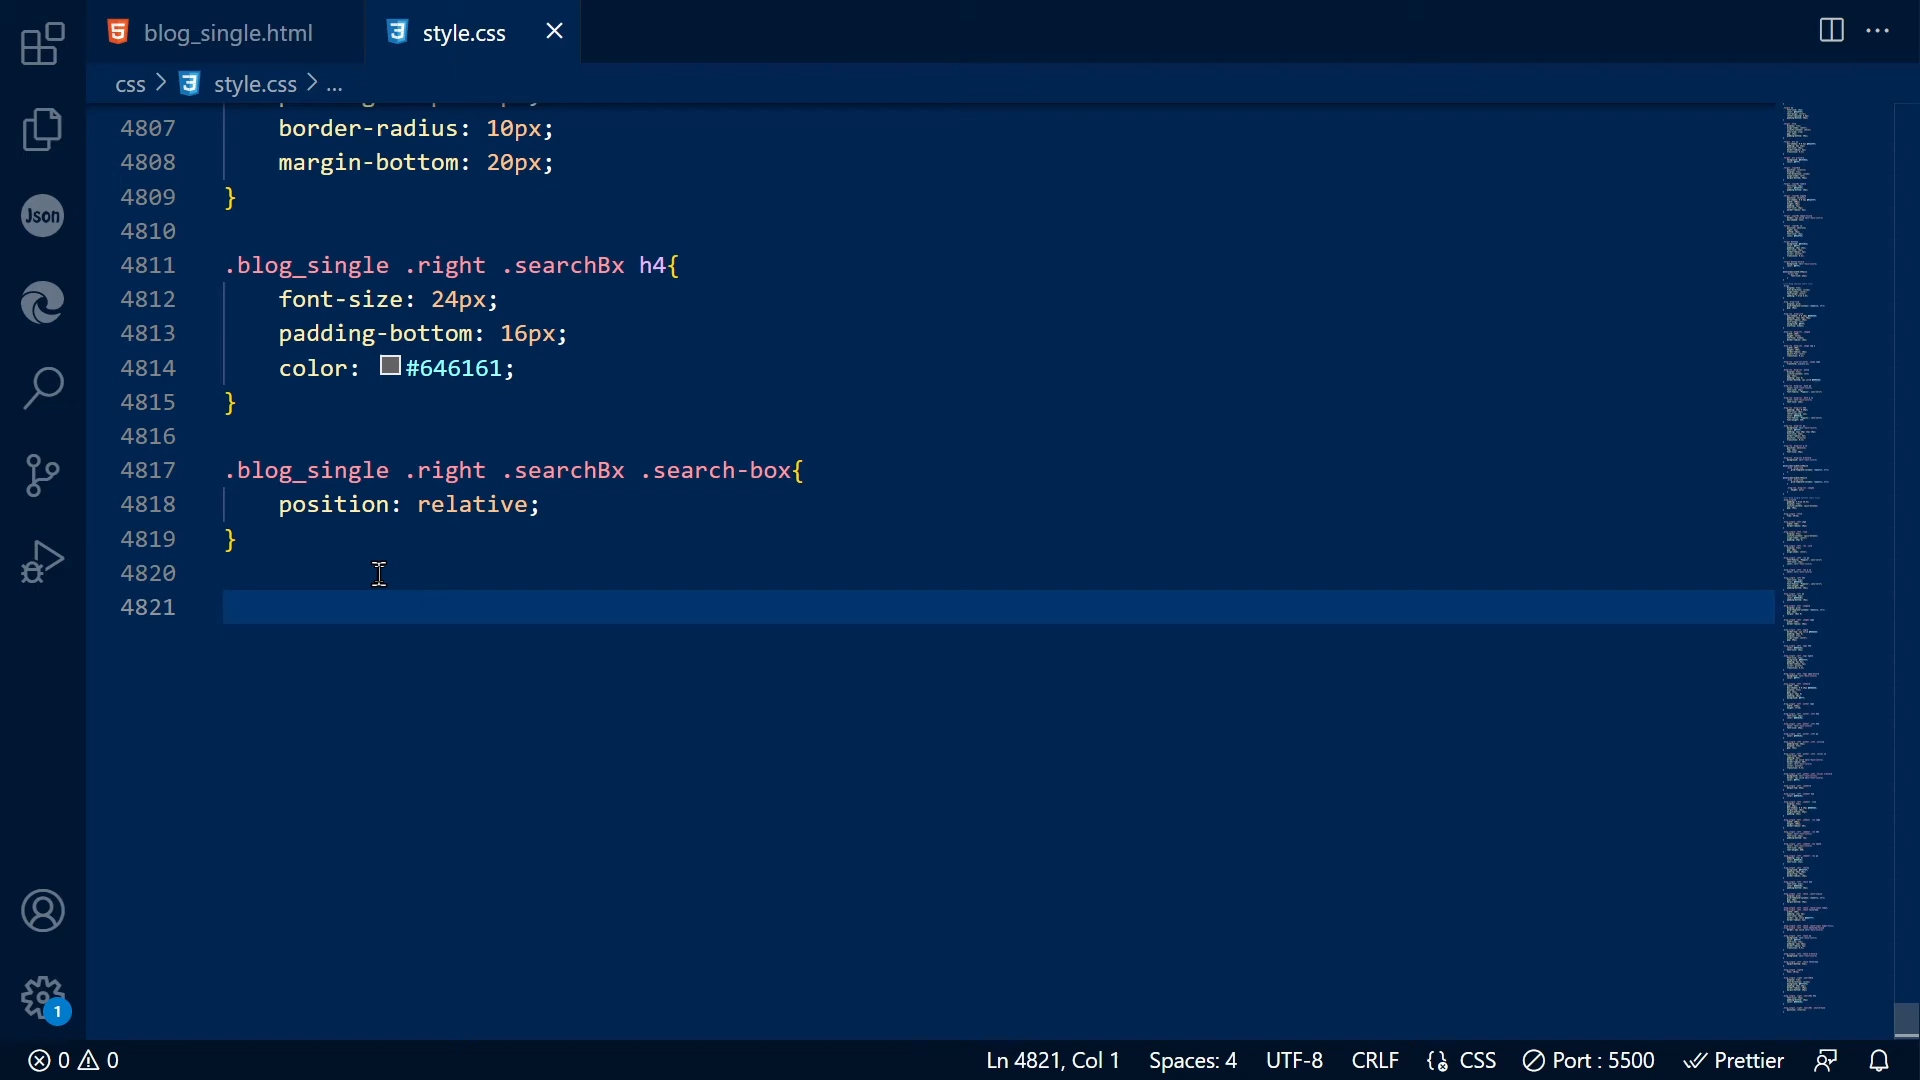 blog_single.html
style.css
css > style.css > ...
4807 border-radius: 10px;
4808 margin-bottom: 20px;
4809 }
4810
4811 .blog_single .right .searchBx h4{
4812 font-size: 24px;
4813 padding-bottom: 16px;
4814 color: #646161;
4815 }
4816
4817 .blog_single .right .searchBx .search-box{
4818 position: relative;
4819 }
4820
4821
Json
1
0 0 Ln 4821, Col 1 Spaces: 4 UTF-8 CRLF CSS Port : 5500 Prettier